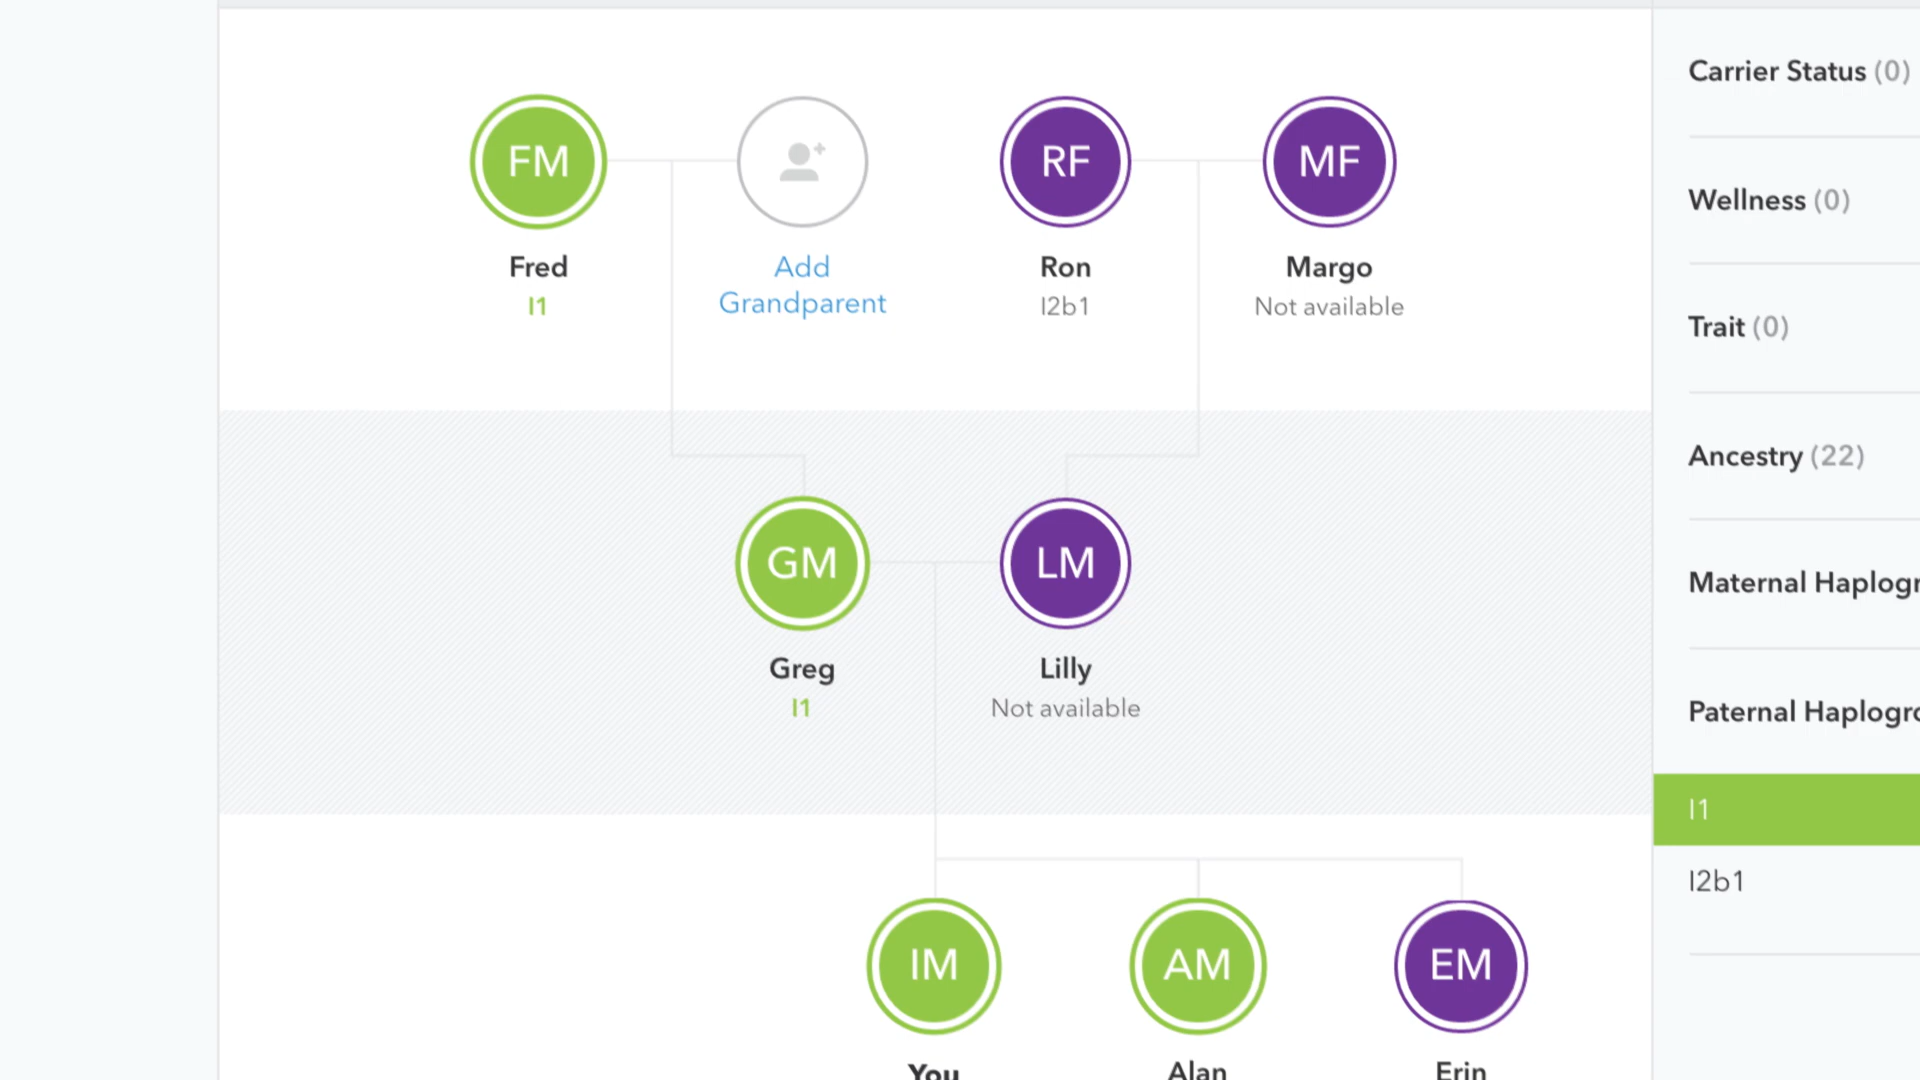 FM
RF
MF
Fred
I1
Add
Grandparent
Ron
I2b1
Margo
Not available
GM
LM
Greg
I1
Lilly
Not available
IM
AM
EM
You
Alan
Erin
Carrier Status (0)
Wellness (0)
Trait (0)
Ancestry (22)
Maternal Haplogr
Paternal Haplogro
I1
I2b1